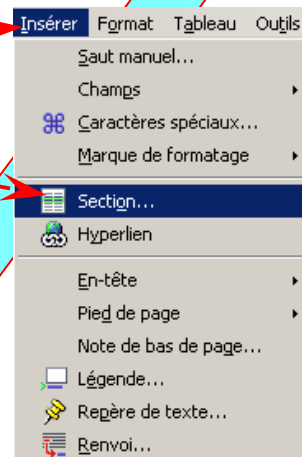 Insérer Format Tableau Outils
Saut manuel...
Champs
Caractères spéciaux...
Marque de formatage
Section...
Hyperlien
En-tête
Pied de page
Note de bas de page...
Légende...
Repère de texte...
Renvoi...